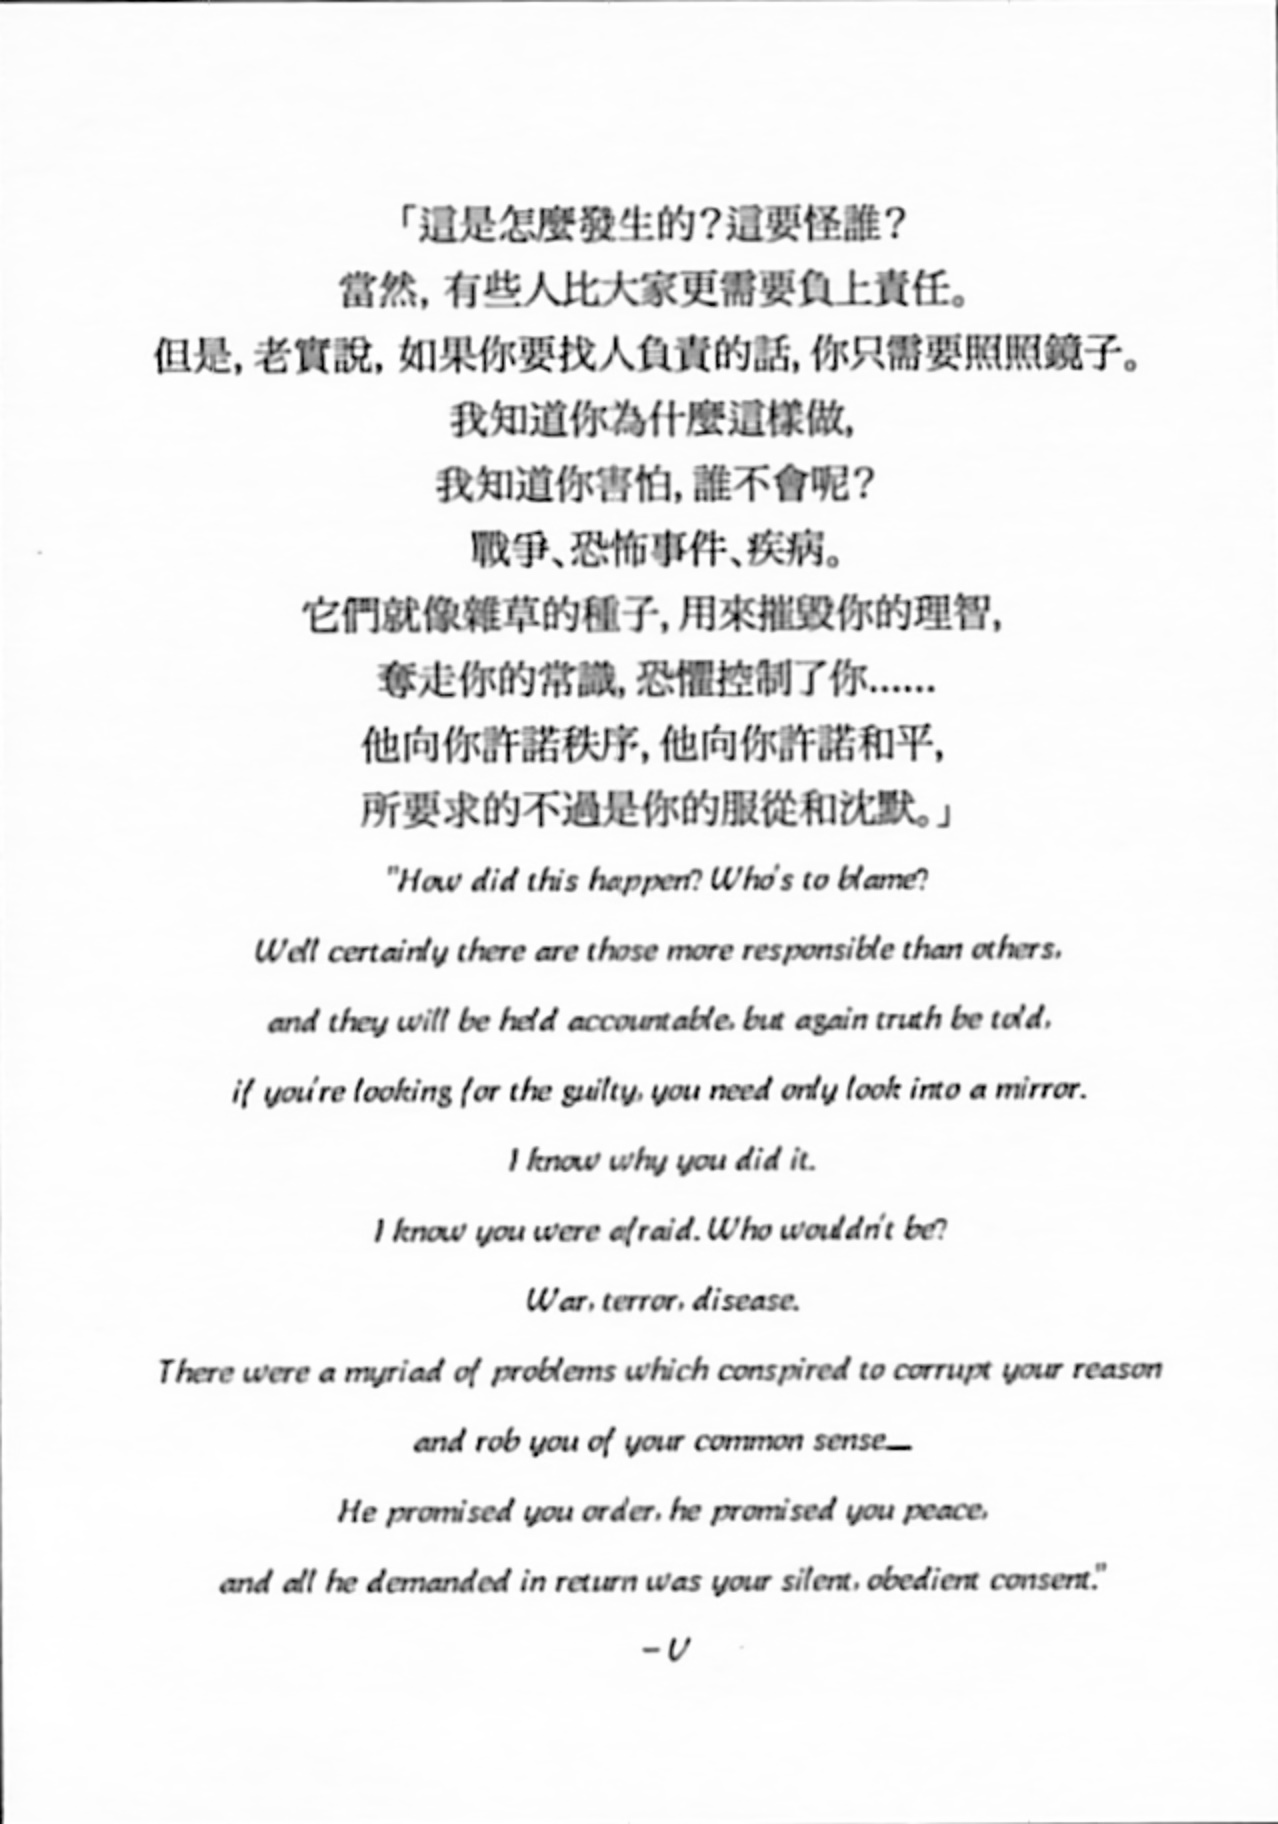 「這是怎麼發生的?這要怪誰?
當然, 有些人比大家更需要負上責任。
但是, 老實說, 如果你要找人負責的話, 你只需要照照鏡子。
我知道你為什麼這樣做,
我知道你害怕, 誰不會呢?
戰爭、恐怖事件、疾病。
它們就像雜草的種子, 用來摧毀你的理智,
奪走你的常識, 恐懼控制了你......
他向你許諾秩序, 他向你許諾和平,
所要求的不過是你的服從和沈默。」
"How did this happen? Who's to blame?
Well certainly there are those more responsible than others,
and they will be held accountable, but again truth be told,
if you're looking for the guilty, you need only look into a mirror.
I know why you did it.
I know you were afraid. Who wouldn't be?
War, terror, disease.
There were a myriad of problems which conspired to corrupt your reason
and rob you of your common sense—
He promised you order, he promised you peace,
and all he demanded in return was your silent, obedient consent."
– V